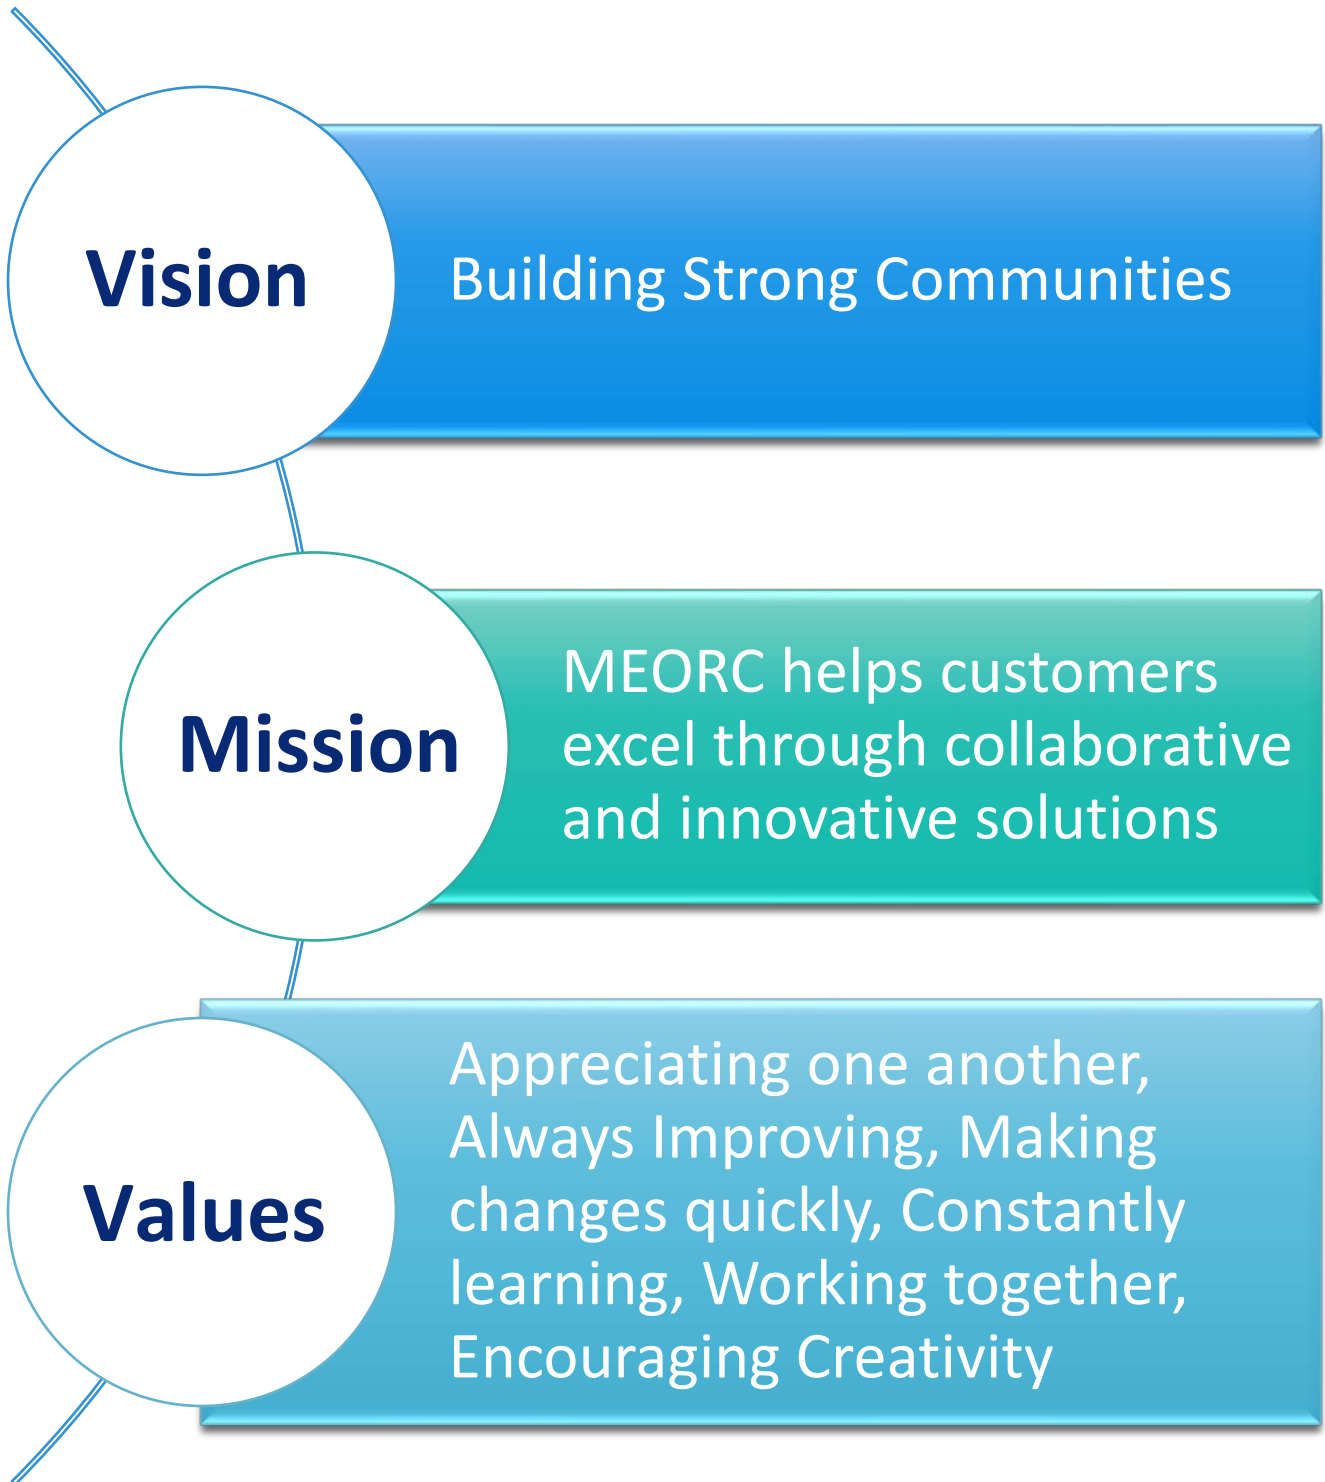 Vision
Building Strong Communities
Mission
MEORC helps customers
excel through collaborative
and innovative solutions
Values
Appreciating one another,
Always Improving, Making
changes quickly, Constantly
learning, Working together,
Encouraging Creativity